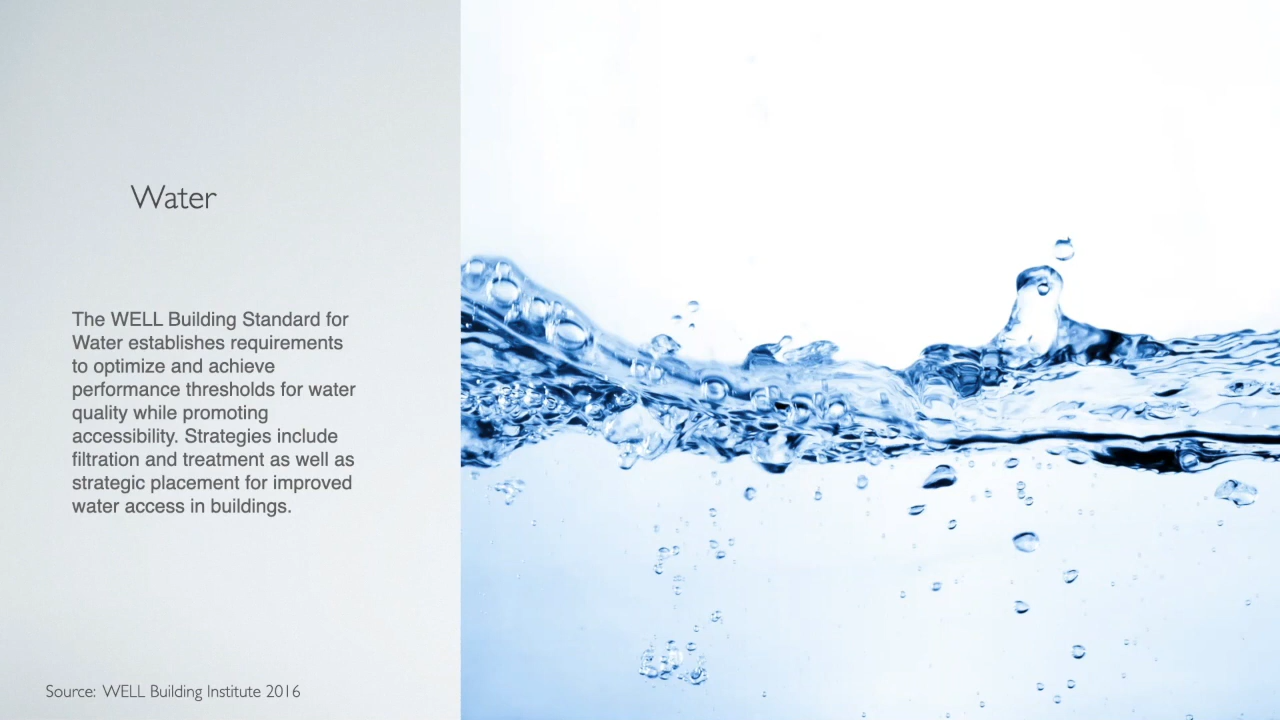 Water
The WELL Building Standard for
Water establishes requirements
to optimize and achieve
performance thresholds for water
quality while promoting
accessibility. Strategies include
filtration and treatment as well as
strategic placement for improved
water access in buildings.
Source: WELL Building Institute 2016